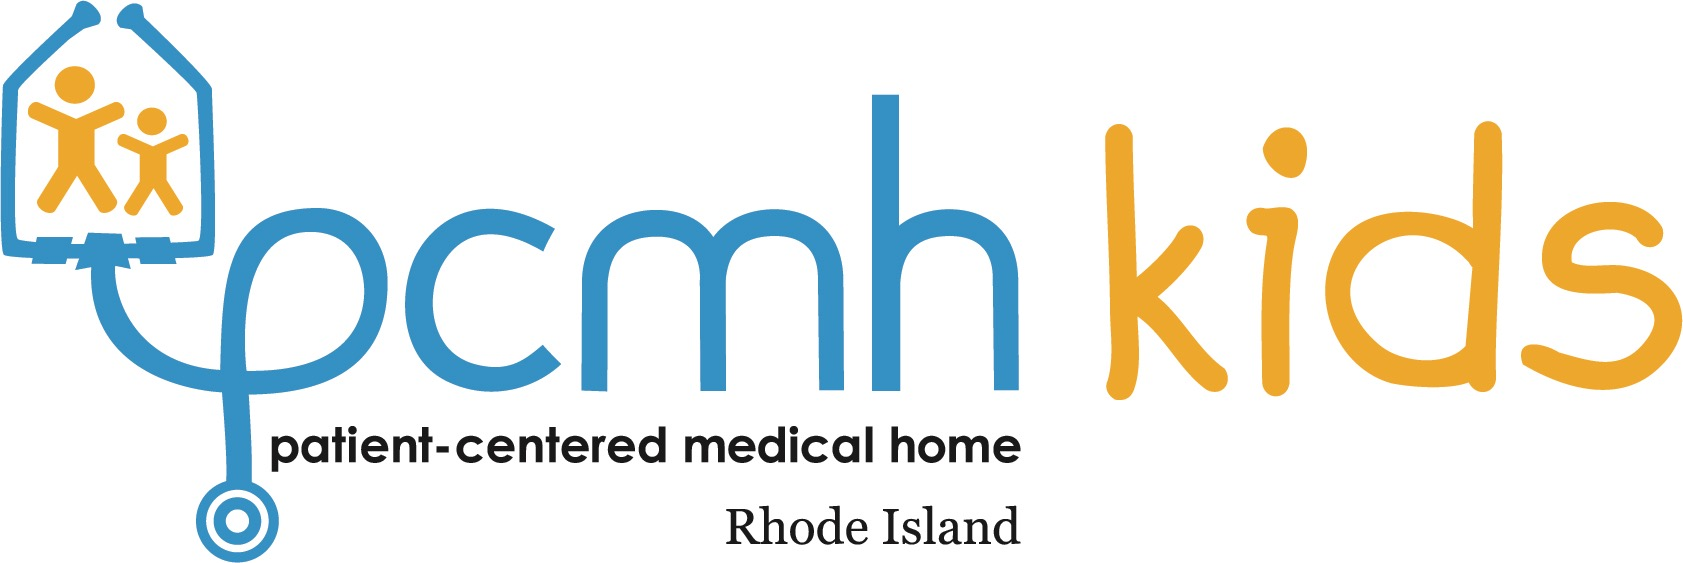 pcmh kids
patient-centered medical home
Rhode Island